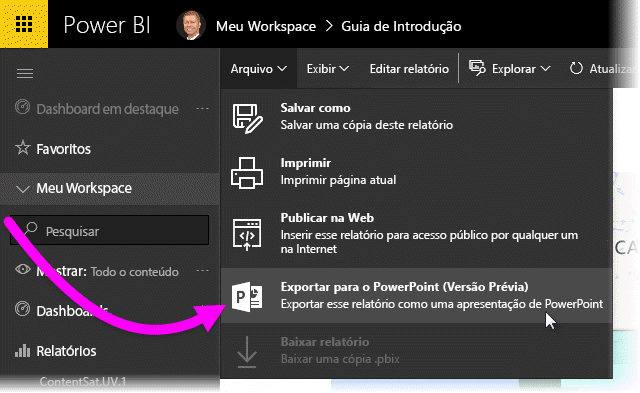 Power BI
Meu Workspace > Guia de Introdução
Arquivo Exibir Editar relatório Explorar
Dashboard em destaque ...
Favoritos
Meu Workspace
Pesquisar
Mostrar: Todo o conteúdo ...
Dashboards
Relatórios
ContentSat.UV.1
Salvar como
Salvar uma cópia deste relatório
Imprimir
Imprimir página atual
Publicar na Web
Inserir esse relatório para acesso público por qualquer um
na Internet
Exportar para o PowerPoint (Versão Prévia)
Exportar esse relatório como uma apresentação de PowerPoint
Baixar relatório
Baixar uma cópia .pbix
CA